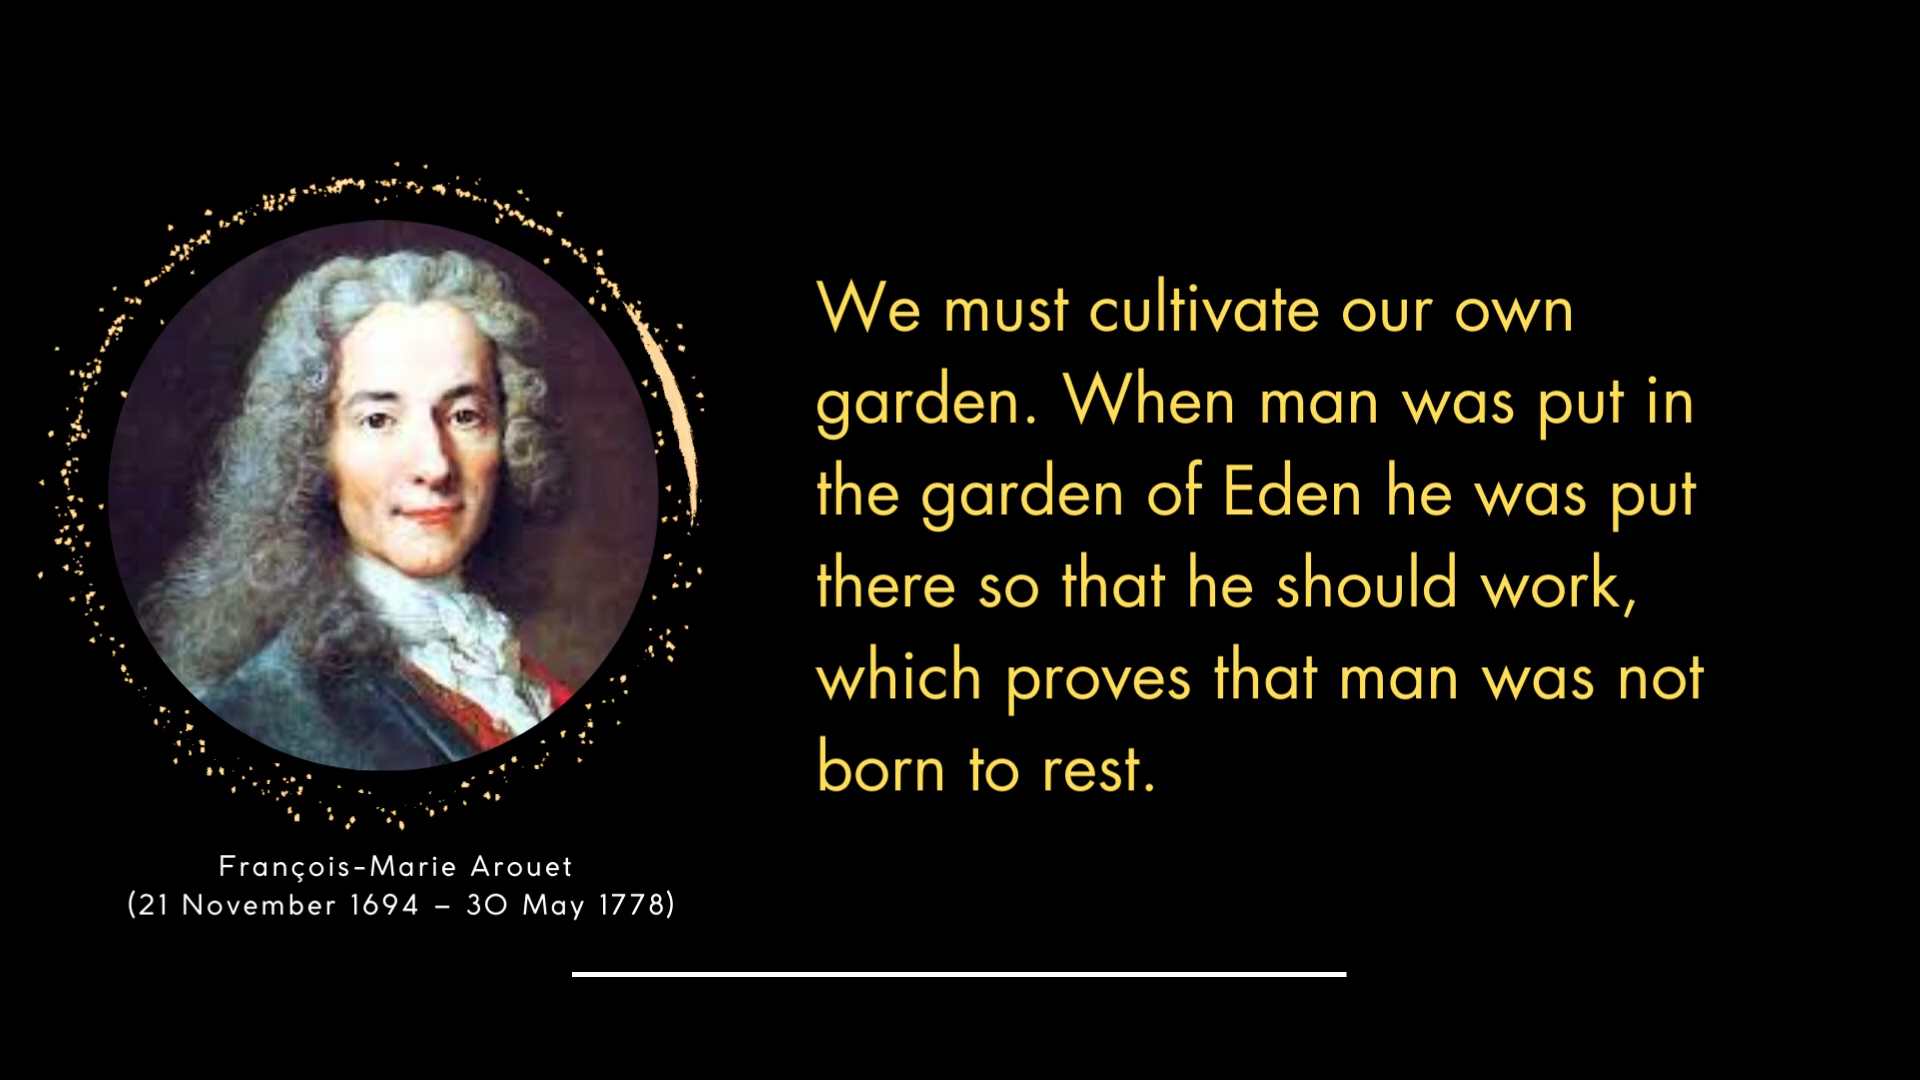 We must cultivate our own
garden. When man was put in
the garden of Eden he was put
there so that he should work,
which proves that man was not
born to rest.
François-Marie Arouet
(21 November 1694 – 30 May 1778)